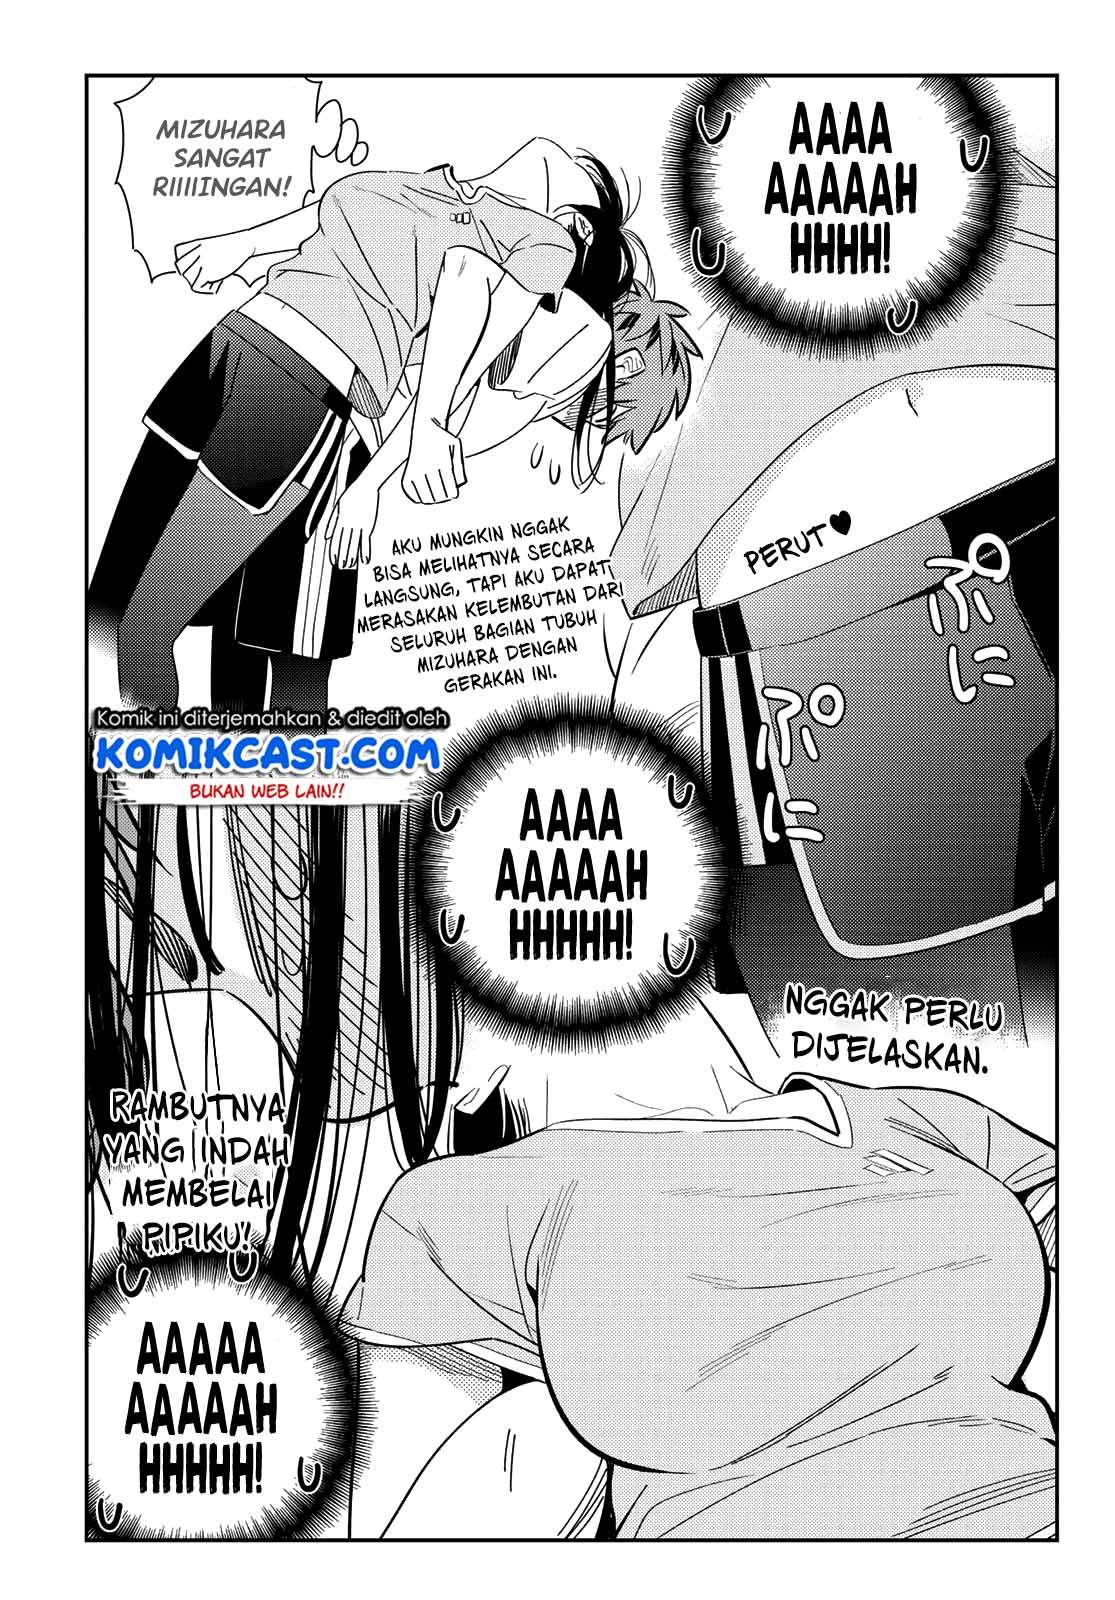 MIZUHARA
SANGAT
RIIIIINGAN!
AAAA
AAAAAH
HHHH!
AKU MUNGKIN NGGAK
BISA MELIHATNYA SECARA
LANGSUNG, TAPI AKU DAPAT
MERASAKAN KELEMBUTAN DARI
SELURUH BAGIAN TUBUH
MIZUHARA DENGAN
GERAKAN INI.
PERUT♥
ぷに
ぷに
Komik ini diterjemahkan & diedit oleh
KOMIKCAST.COM
BUKAN WEB LAIN!!
AAAA
AAAAAH
HHHHH!
NGGAK PERLU
DIJELASKAN.
RAMBUTNYA
YANG INDAH
MEMBELAI
PIPIKU!
AAAAA
AAAAAH
HHHHH!